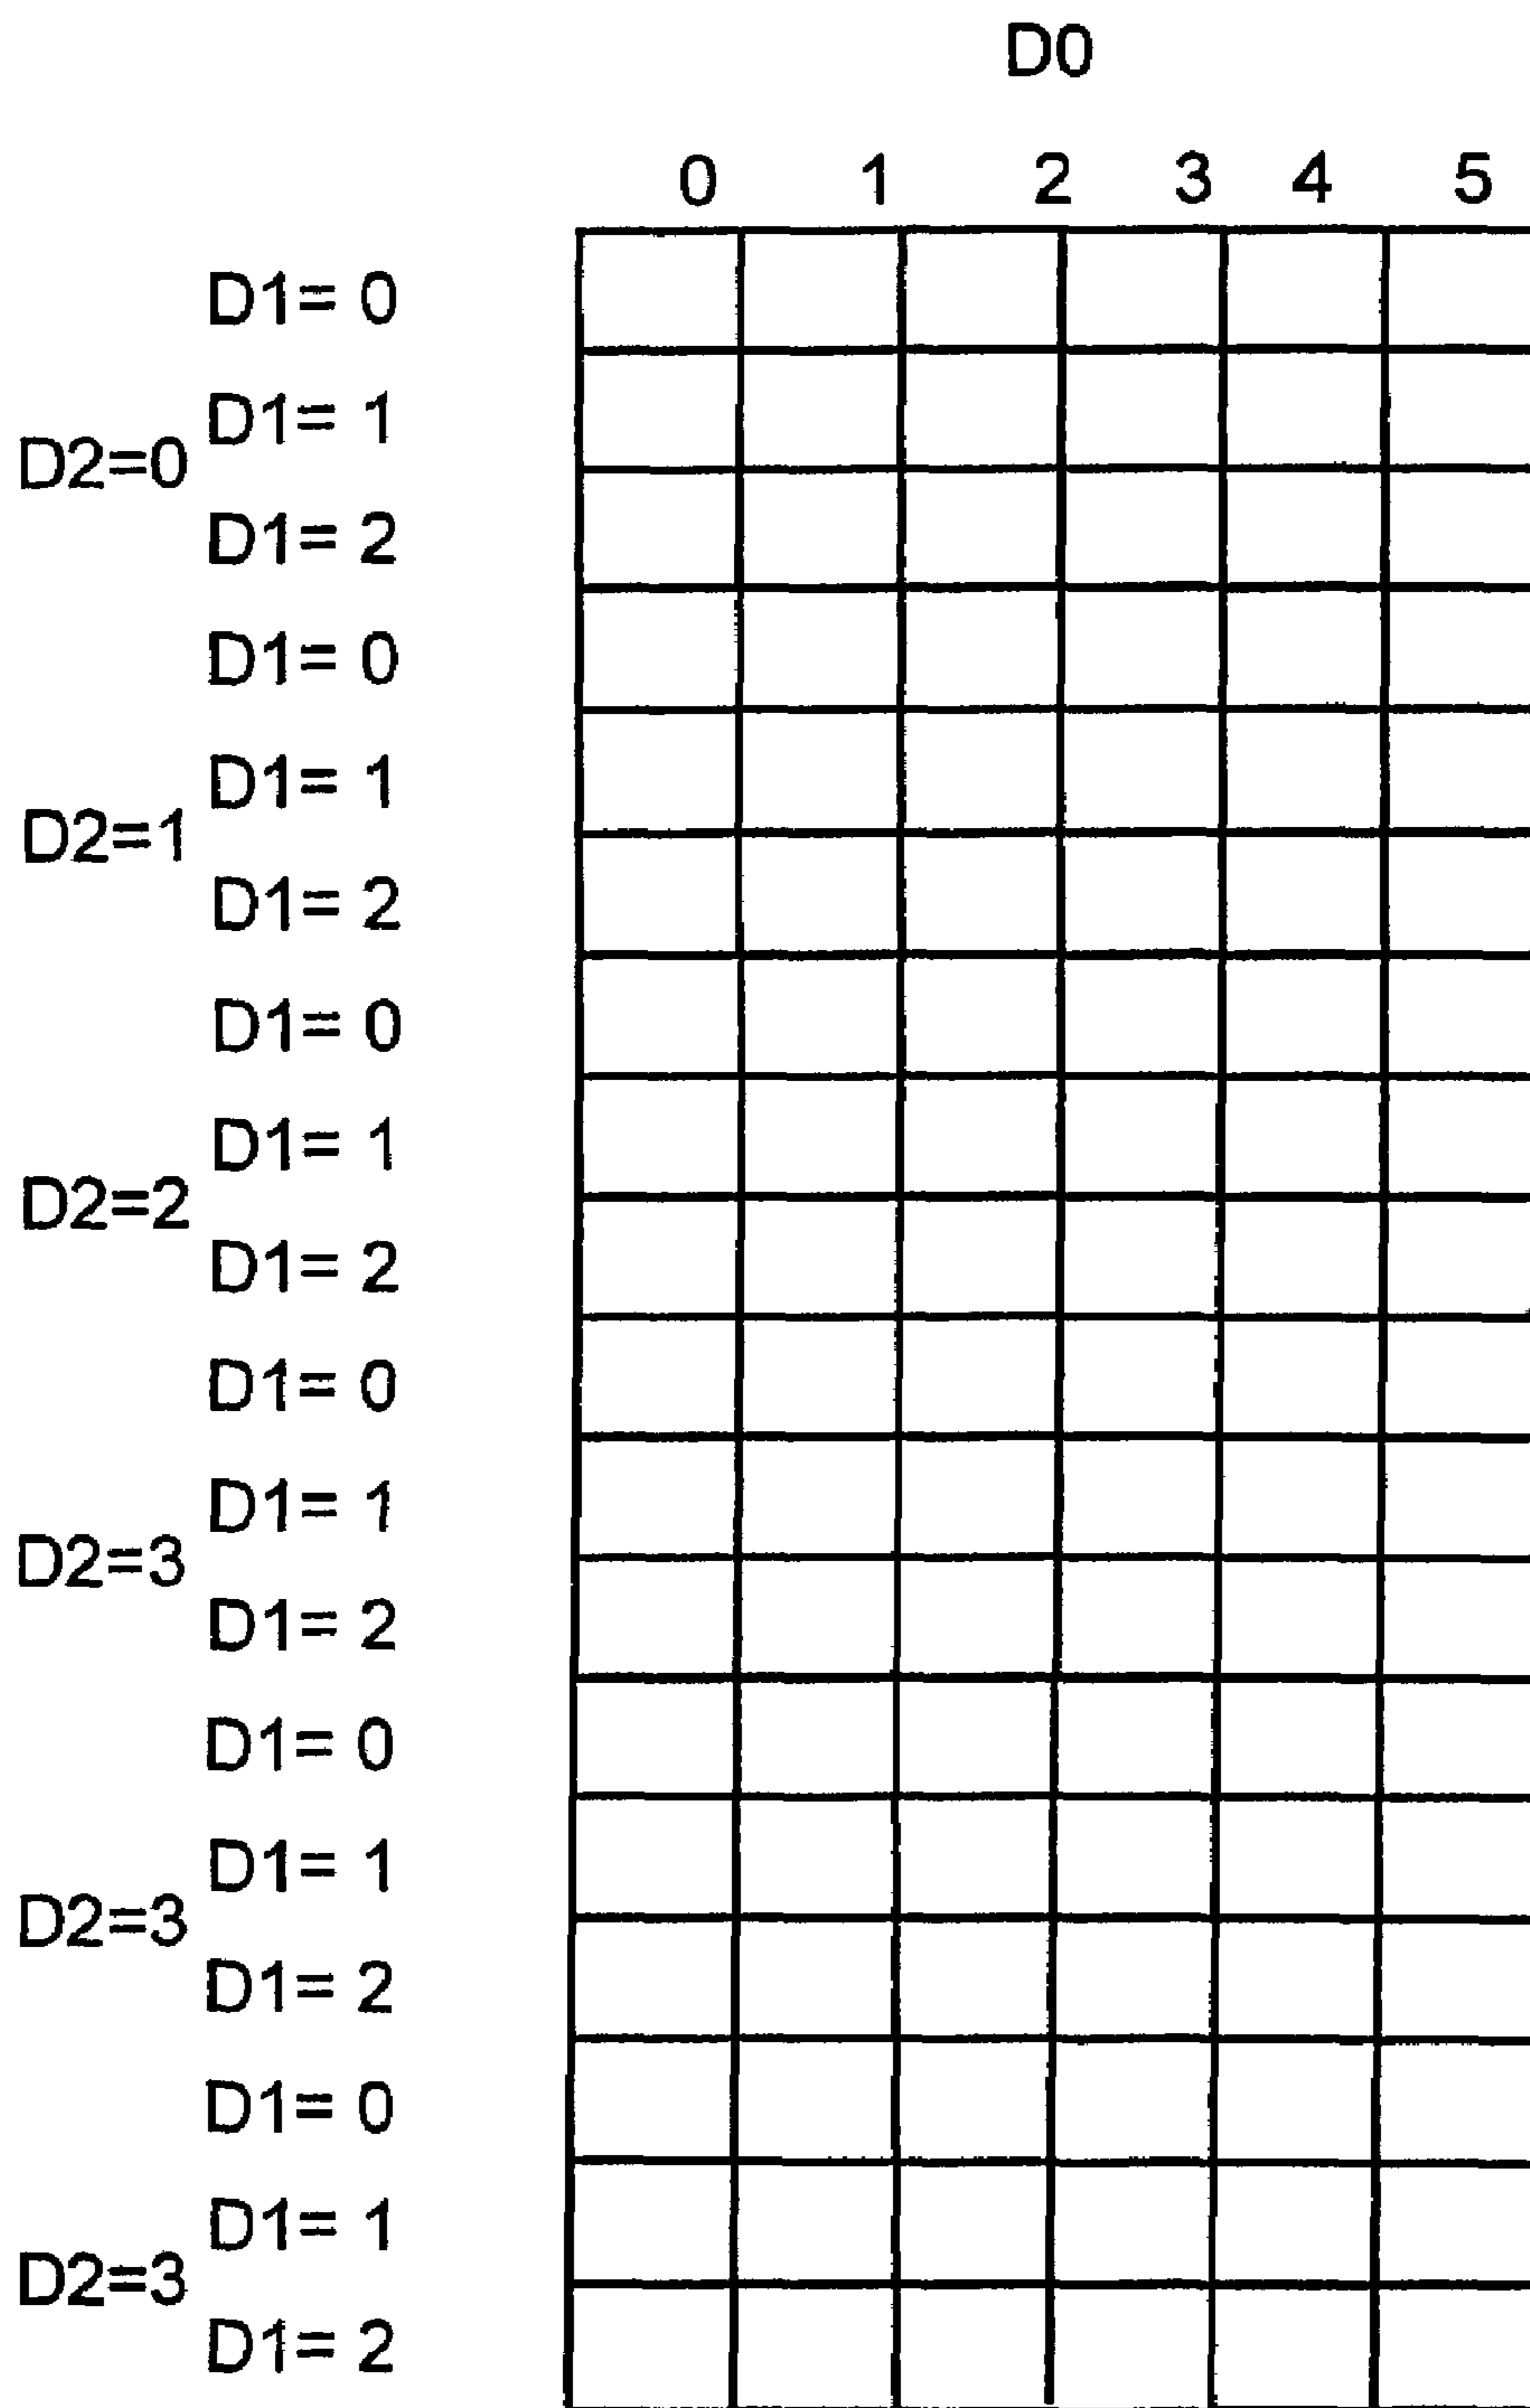 D0
0 1 2 3 4 5
D1= 0
D1= 1
D2=0
D1= 2
D1= 0
D1= 1
D2=1
D1= 2
D1= 0
D1= 1
D2=2
D1= 2
D1= 0
D1= 1
D2=3
D1= 2
D1= 0
D1= 1
D2=3
D1= 2
D1= 0
D1= 1
D2=3
D1= 2